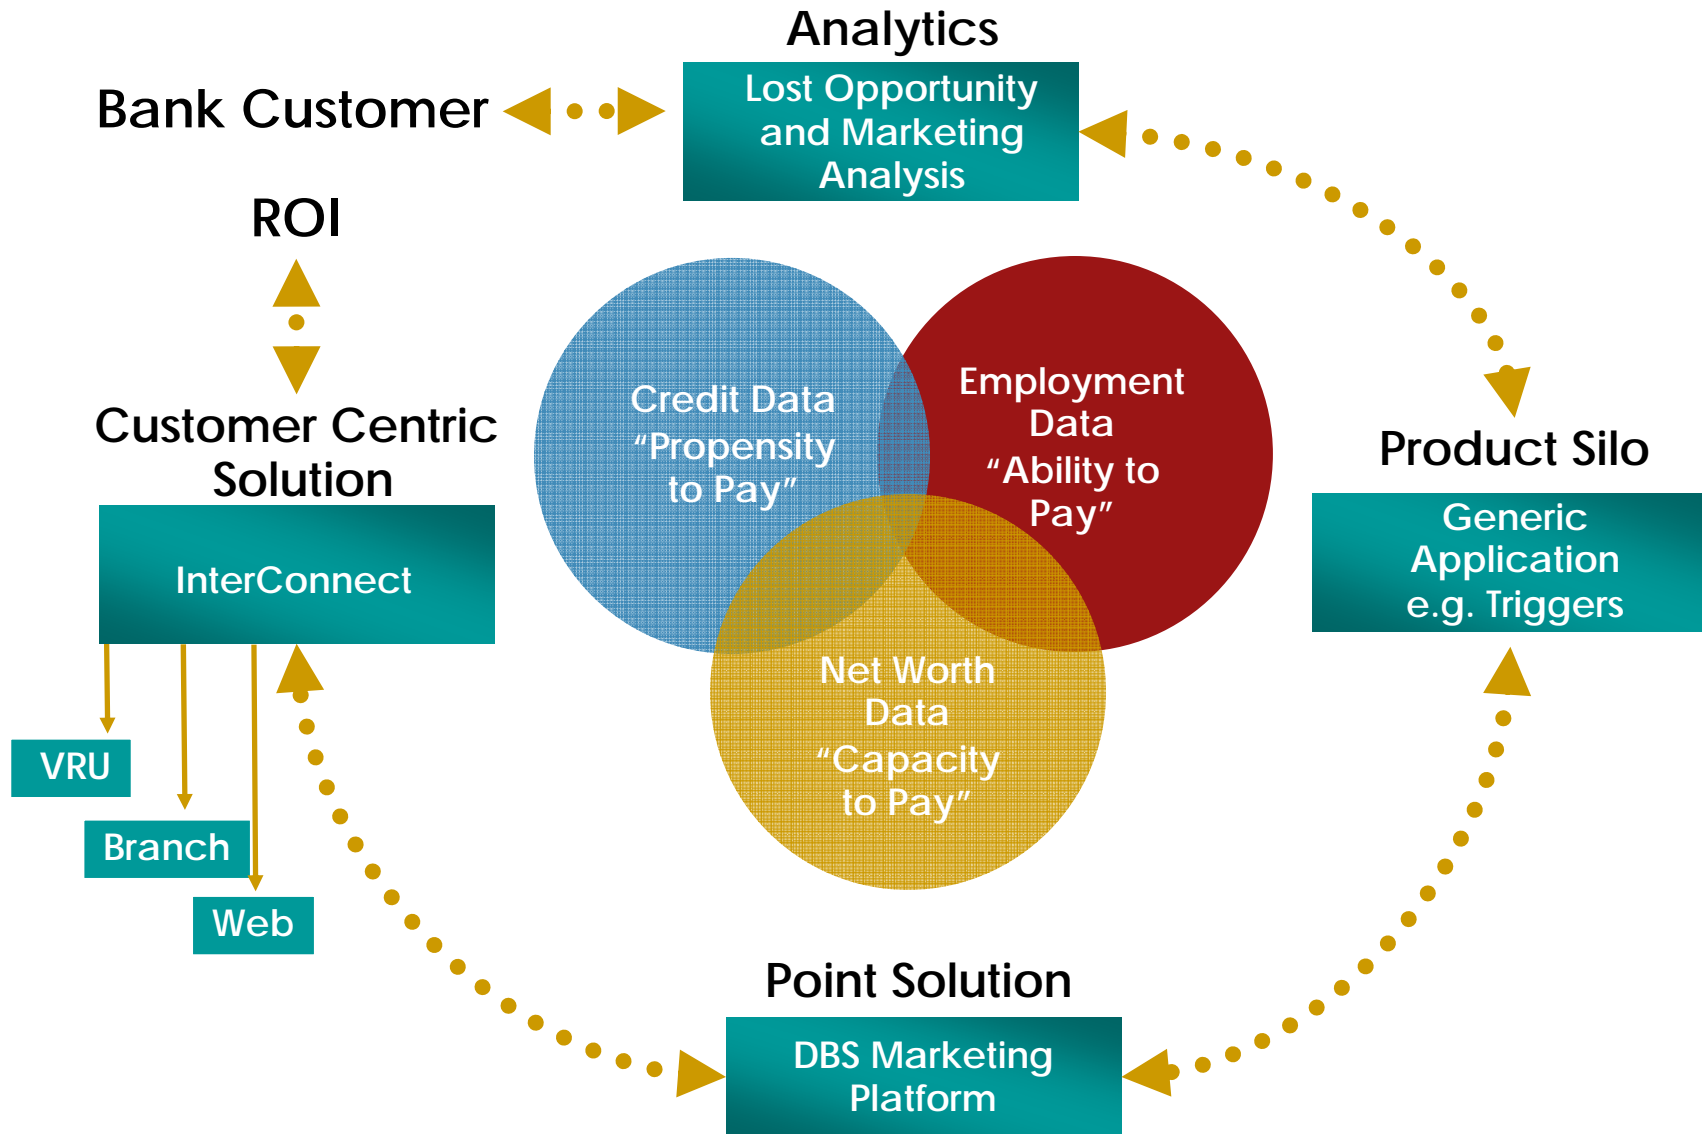 Analytics
Lost Opportunity
and Marketing
Analysis
Bank Customer
ROI
Customer Centric
Solution
InterConnect
VRU
Branch
Web
Credit Data
“Propensity
to Pay”
Employment
Data
“Ability to
Pay”
Net Worth
Data
“Capacity
to Pay”
Product Silo
Generic
Application
e.g. Triggers
Point Solution
DBS Marketing
Platform